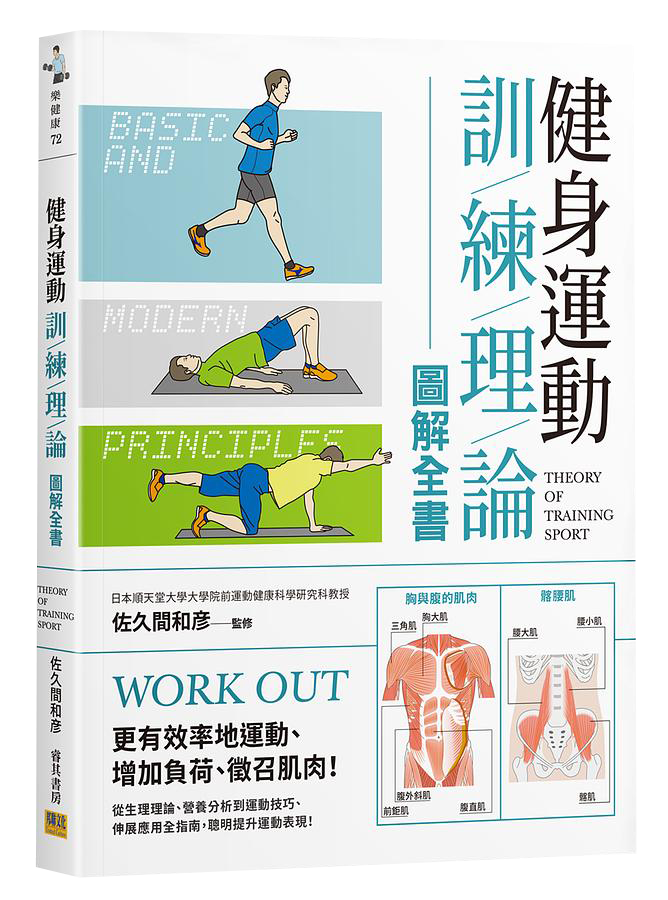 樂健康
72
健身運動
訓/練/理/論
圖解全書
THEORY
OF
TRAINING
SPORT
佐久間和彥
睿其書房
BASIC
AND
MODERN
PRINCIPLES
健身運動
訓/練/理/論
圖解全書
THEORY
OF
TRAINING
SPORT
日本順天堂大學大學院前運動健康科學研究科教授
佐久間和彥——監修
WORK OUT
更有效率地運動、
增加負荷、徵召肌肉!
從生理理論、營養分析到運動技巧、
伸展應用全指南,聰明提升運動表現!
胸與腹的肌肉
三角肌
胸大肌
腹外斜肌
前鉅肌
腹直肌
髂腰肌
腰大肌
腰小肌
髂肌